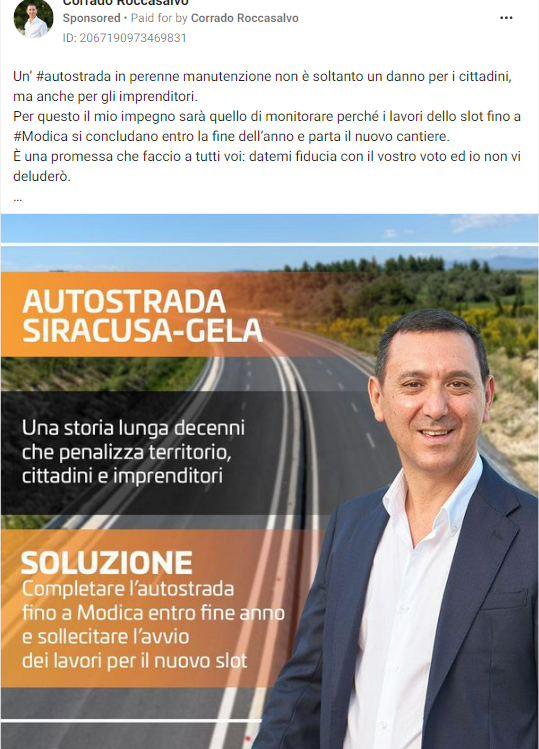 Corrado Roccasalvo
Sponsored • Paid for by Corrado Roccasalvo
ID: 2067190973469831
Un' #autostrada in perenne manutenzione non è soltanto un danno per i cittadini,
ma anche per gli imprenditori.
Per questo il mio impegno sarà quello di monitorare perché i lavori dello slot fino a
#Modica si concludano entro la fine dell'anno e parta il nuovo cantiere.
È una promessa che faccio a tutti voi: datemi fiducia con il vostro voto ed io non vi
deluderò.
...
AUTOSTRADA
SIRACUSA-GELA
Una storia lunga decenni
che penalizza territorio,
cittadini e imprenditori
SOLUZIONE
Completare l'autostrada
fino a Modica entro fine anno
e sollecitare l'avvio
dei lavori per il nuovo slot